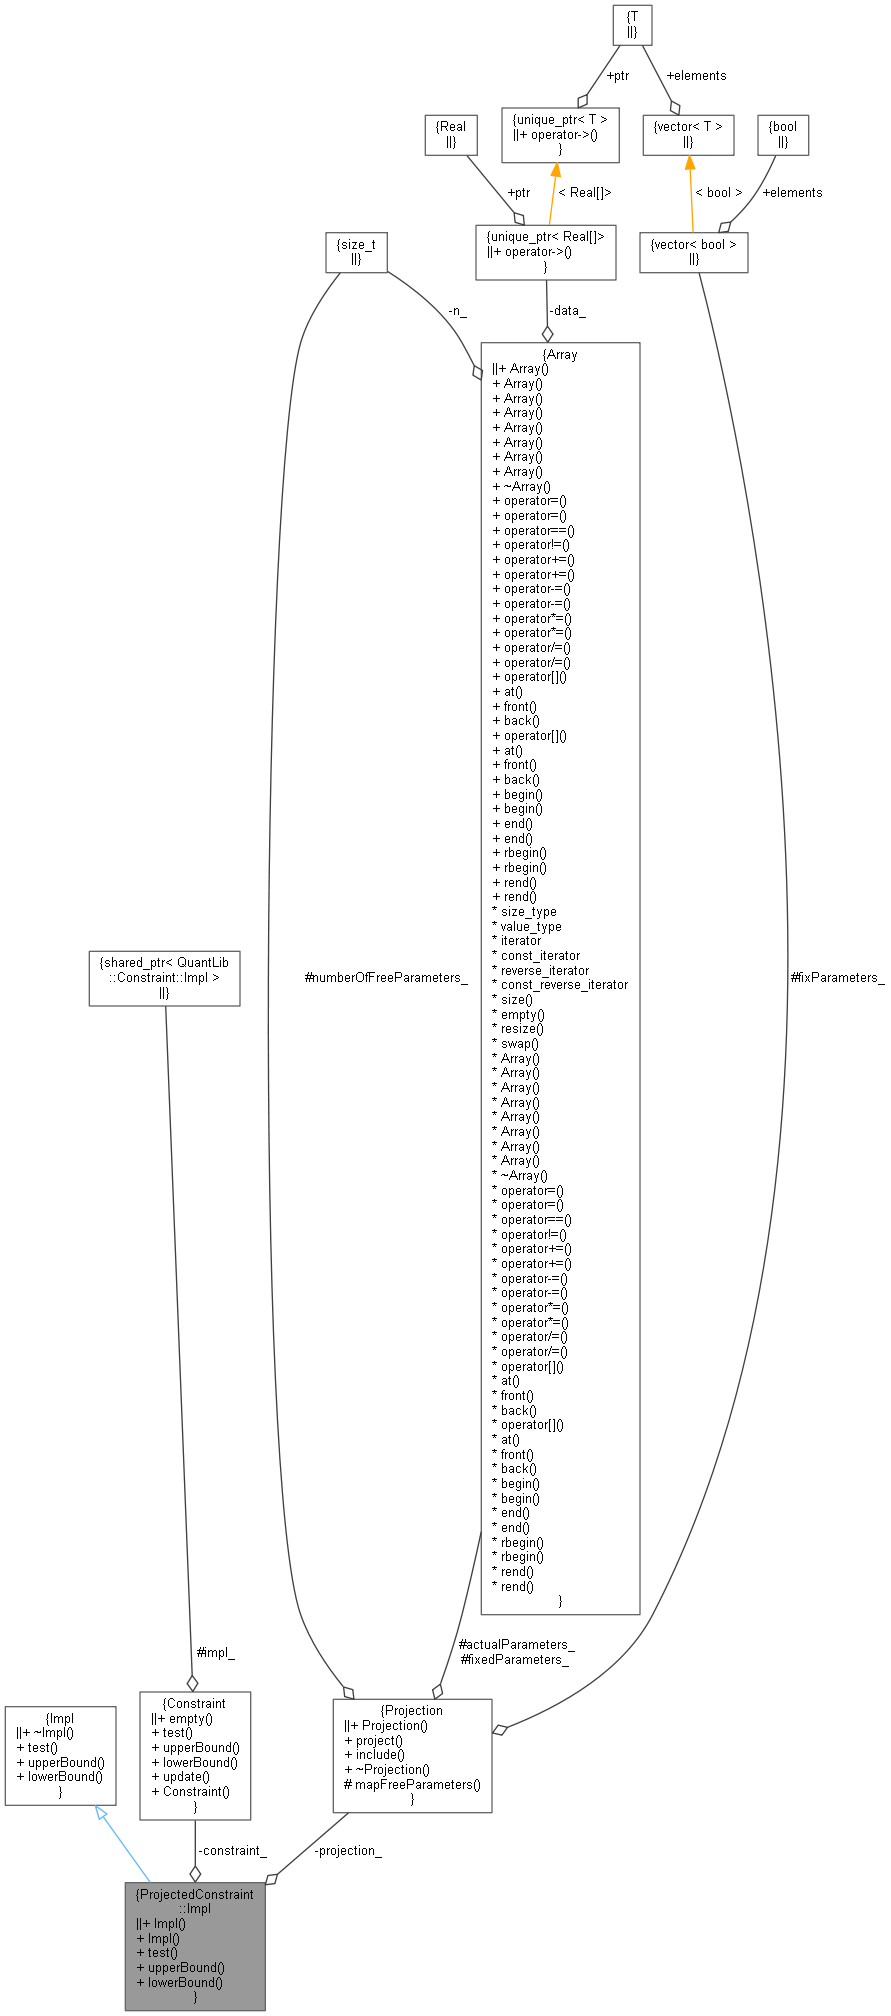 {T
||}
+ptr
+elements
{Real
||}
{unique_ptr< T >
||+ operator->()
}
{vector< T >
||}
{bool
||}
+ptr
< Real[]>
< bool >
+elements
{size_t
||}
{unique_ptr< Real[]>
||+ operator->()
}
{vector< bool >
||}
-n_
-data_
{Array
||+ Array()
+ Array()
+ Array()
+ Array()
+ Array()
+ Array()
+ Array()
+ Array()
+ ~Array()
+ operator=()
+ operator=()
+ operator==()
+ operator!=()
+ operator+=()
+ operator+=()
+ operator-=()
+ operator-=()
+ operator*=()
+ operator*=()
+ operator/=()
+ operator/=()
+ operator[]()
+ at()
+ front()
+ back()
+ operator[]()
+ at()
+ front()
+ back()
+ begin()
+ begin()
+ end()
+ end()
+ rbegin()
+ rbegin()
+ rend()
+ rend()
* size_type
* value_type
* iterator
* const_iterator
* reverse_iterator
* const_reverse_iterator
* size()
* empty()
* resize()
* swap()
* Array()
* Array()
* Array()
* Array()
* Array()
* Array()
* Array()
* Array()
* ~Array()
* operator=()
* operator=()
* operator==()
* operator!=()
* operator+=()
* operator+=()
* operator-=()
* operator-=()
* operator*=()
* operator*=()
* operator/=()
* operator/=()
* operator[]()
* at()
* front()
* back()
* operator[]()
* at()
* front()
* back()
* begin()
* begin()
* end()
* end()
* rbegin()
* rbegin()
* rend()
* rend()
}
{shared_ptr< QuantLib
::Constraint::Impl >
||}
#numberOfFreeParameters_
#fixParameters_
#impl_
#actualParameters_
#fixedParameters_
{Impl
||+ ~Impl()
+ test()
+ upperBound()
+ lowerBound()
}
{Constraint
||+ empty()
+ test()
+ upperBound()
+ lowerBound()
+ update()
+ Constraint()
}
{Projection
||+ Projection()
+ project()
+ include()
+ ~Projection()
# mapFreeParameters()
}
-constraint_
-projection_
{ProjectedConstraint
::Impl
||+ Impl()
+ Impl()
+ test()
+ upperBound()
+ lowerBound()
}